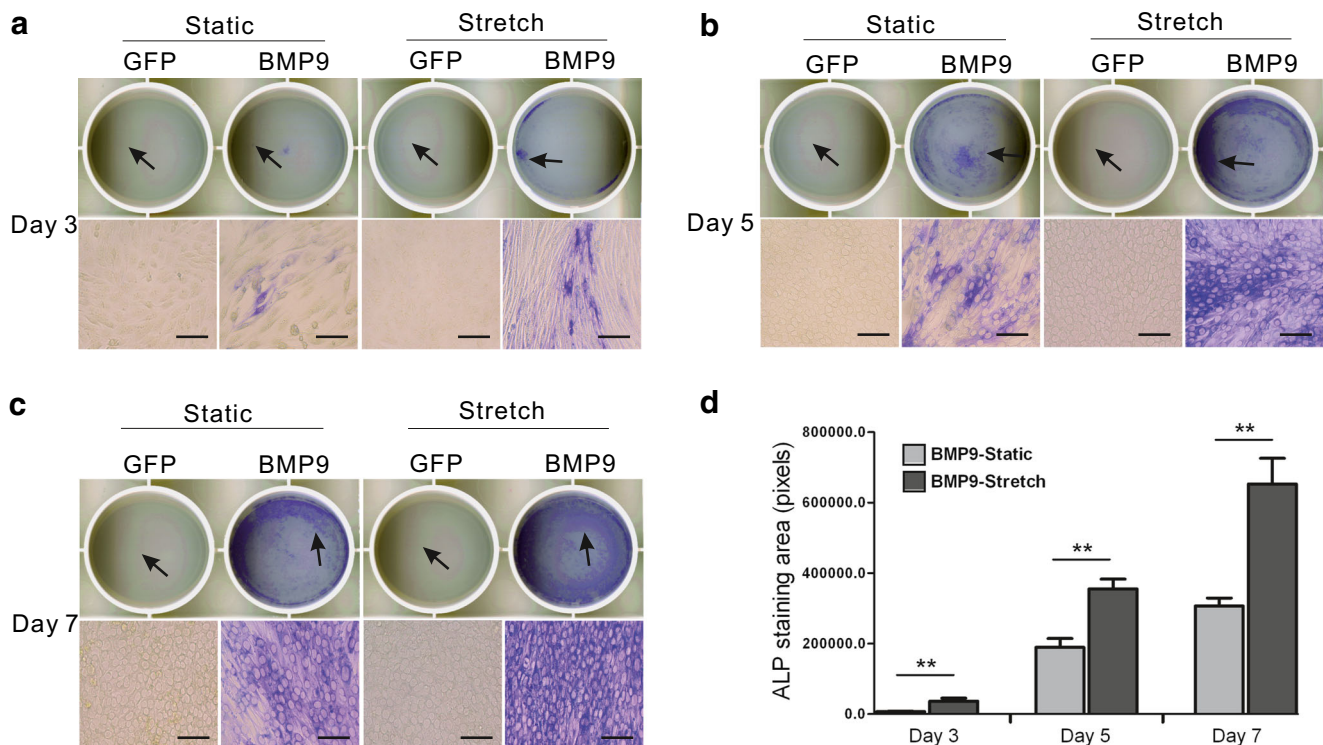 a
Static
Stretch
GFP
BMP9
GFP
BMP9
Day 3
b
Static
Stretch
GFP
BMP9
GFP
BMP9
Day 5
c
Static
Stretch
GFP
BMP9
GFP
BMP9
Day 7
d
ALP staining area (pixels)
800000.0
600000.0
400000.0
200000.0
0.0
BMP9-Static
BMP9-Stretch
**
**
**
Day 3
Day 5
Day 7